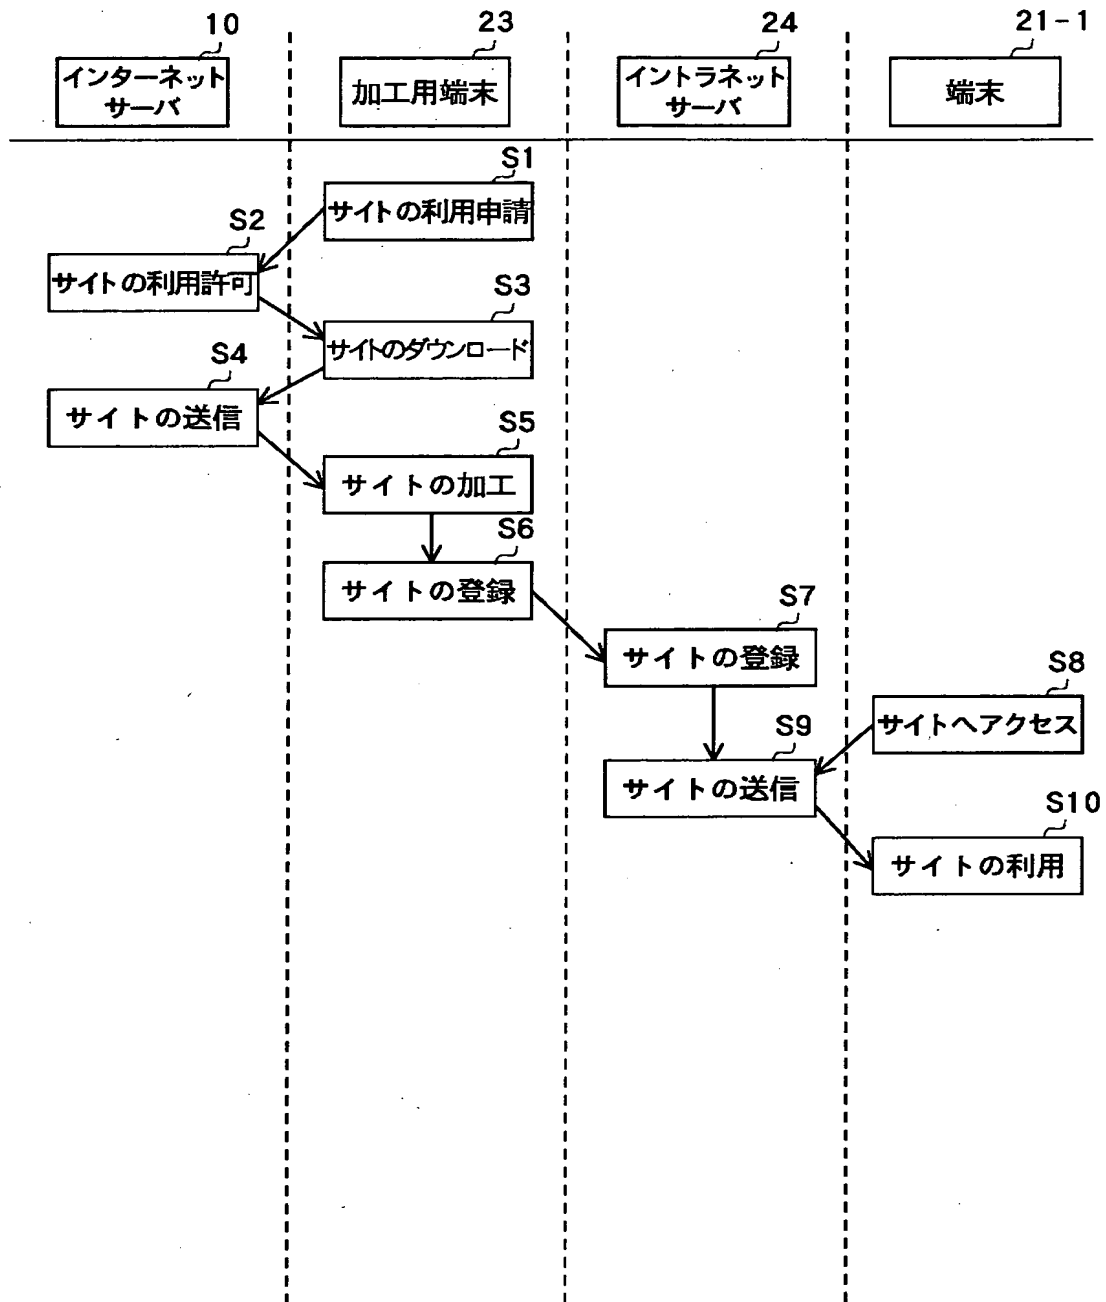 10
23
24
21-1
インターネット
サーバ
加工用端末
イントラネット
サーバ
端末
S1
サイトの利用申請
S2
サイトの利用許可
S3
サイトのダウンロード
S4
サイトの送信
S5
サイトの加工
S6
サイトの登録
S7
サイトの登録
S8
サイトへアクセス
S9
サイトの送信
S10
サイトの利用